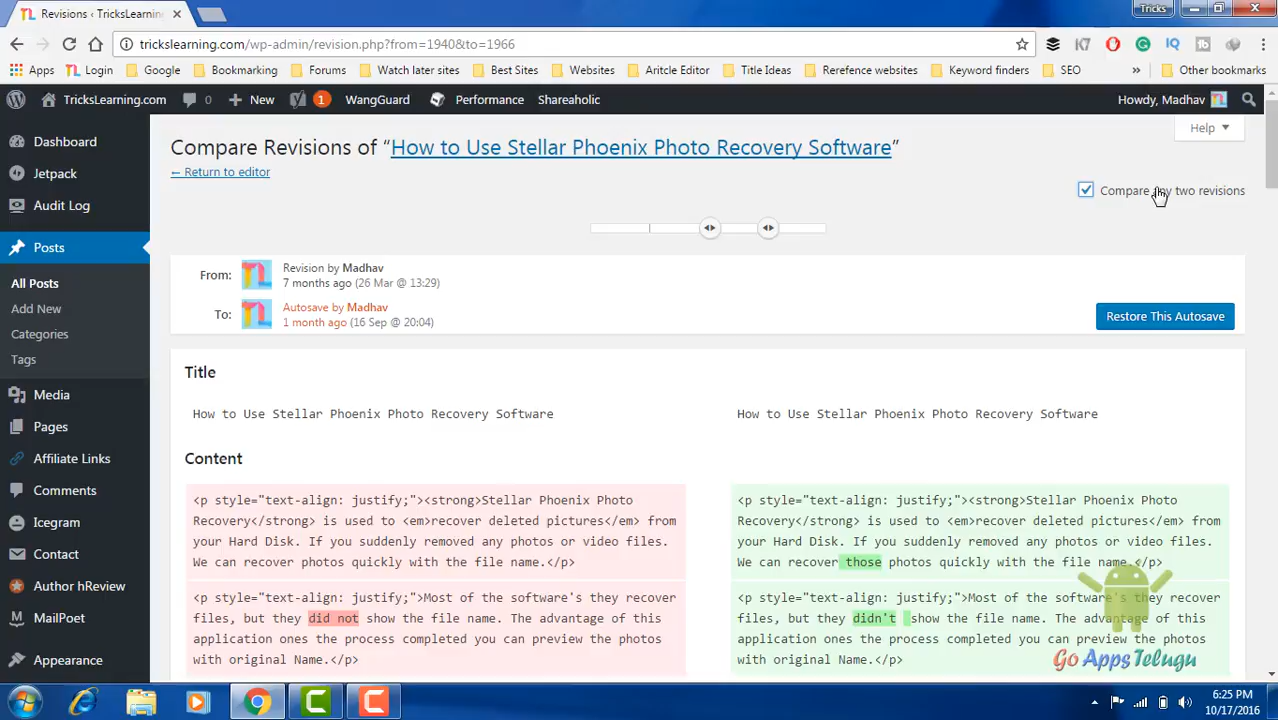 Revisions ‹ TricksLearning
Tricks
trickslearning.com/wp-admin/revision.php?from=1940&to=1966
Apps Login Google Bookmarking Forums Watch later sites Best Sites Websites Aritcle Editor Title Ideas Rerefence websites Keyword finders SEO » Other bookmarks
TricksLearning.com 0 + New 1 WangGuard Performance Shareaholic Howdy, Madhav
Help
Dashboard
Jetpack
Audit Log
Posts
All Posts
Add New
Categories
Tags
Media
Pages
Affiliate Links
Comments
Icegram
Contact
Author hReview
MailPoet
Appearance
Compare Revisions of “How to Use Stellar Phoenix Photo Recovery Software”
← Return to editor
Compare two revisions
From: Revision by Madhav
7 months ago (26 Mar @ 13:29)
To: Autosave by Madhav
1 month ago (16 Sep @ 20:04)
Restore This Autosave
Title
How to Use Stellar Phoenix Photo Recovery Software
How to Use Stellar Phoenix Photo Recovery Software
Content
<p style="text-align: justify;"><strong>Stellar Phoenix Photo
Recovery</strong> is used to <em>recover deleted pictures</em> from
your Hard Disk. If you suddenly removed any photos or video files.
We can recover photos quickly with the file name.</p>
<p style="text-align: justify;">Most of the software's they recover
files, but they did not show the file name. The advantage of this
application ones the process completed you can preview the photos
with original Name.</p>
<p style="text-align: justify;"><strong>Stellar Phoenix Photo
Recovery</strong> is used to <em>recover deleted pictures</em> from
your Hard Disk. If you suddenly removed any photos or video files.
We can recover those photos quickly with the file name.</p>
<p style="text-align: justify;">Most of the software's they recover
files, but they didn't show the file name. The advantage of this
application ones the process completed you can preview the photos
with original Name.</p>
Go Apps Telugu
6:25 PM
10/17/2016